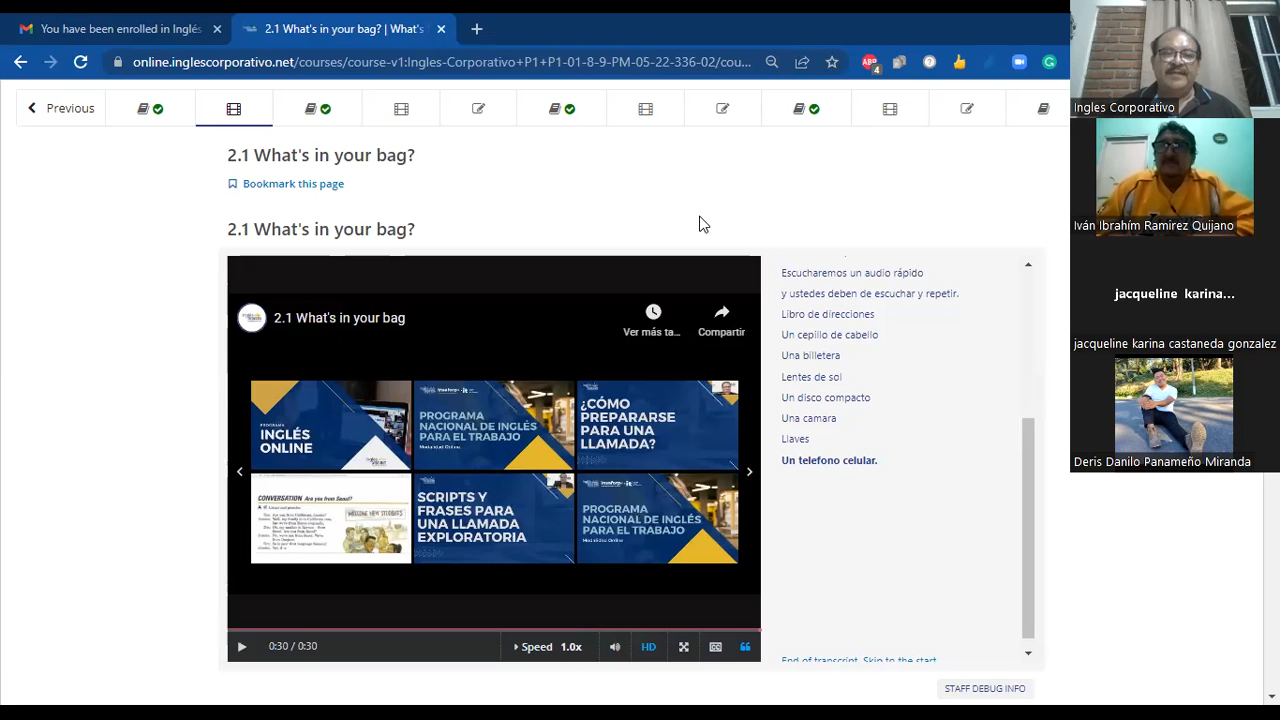 You have been enrolled in Inglés
2.1 What's in your bag? | What's
online.inglescorporativo.net/courses/course-v1:Ingles-Corporativo+P1+P1-01-8-9-PM-05-22-336-02/cou...
ABP
4
Previous
2.1 What's in your bag?
Bookmark this page
2.1 What's in your bag?
2.1 What's in your bag
Ver más ta...
Compartir
PROGRAMA
INGLÉS
ONLINE
PROGRAMA
NACIONAL DE INGLÉS
PARA EL TRABAJO
Modalidad Online
¿CÓMO
PREPARARSE
PARA UNA
LLAMADA?
CONVERSATION Are you from Seoul?
WELCOME NEW STUDENTS
SCRIPTS Y
FRASES PARA
UNA LLAMADA
EXPLORATORIA
PROGRAMA
NACIONAL DE INGLÉS
PARA EL TRABAJO
Modalidad Online
0:30 / 0:30
Speed 1.0x
HD
CC
Escucharemos un audio rápido
y ustedes deben de escuchar y repetir.
Libro de direcciones
Un cepillo de cabello
Una billetera
Lentes de sol
Un disco compacto
Una camara
Llaves
Un telefono celular.
End of transcript. Skip to the start.
STAFF DEBUG INFO
Ingles Corporativo
Iván Ibrahím Ramirez Quijano
jacqueline karina...
jacqueline karina castaneda gonzalez
Deris Danilo Panameño Miranda